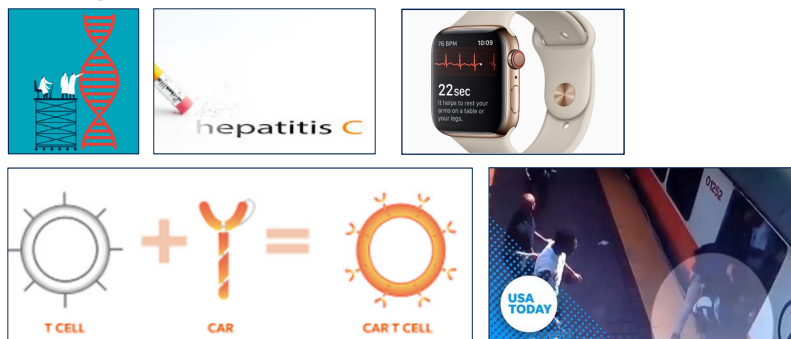 hepatitis C
76 BPM 10:09
22sec
It helps to rest your
arms on a table or
your legs.
T CELL
CAR
CAR T CELL
01252
USA
TODAY